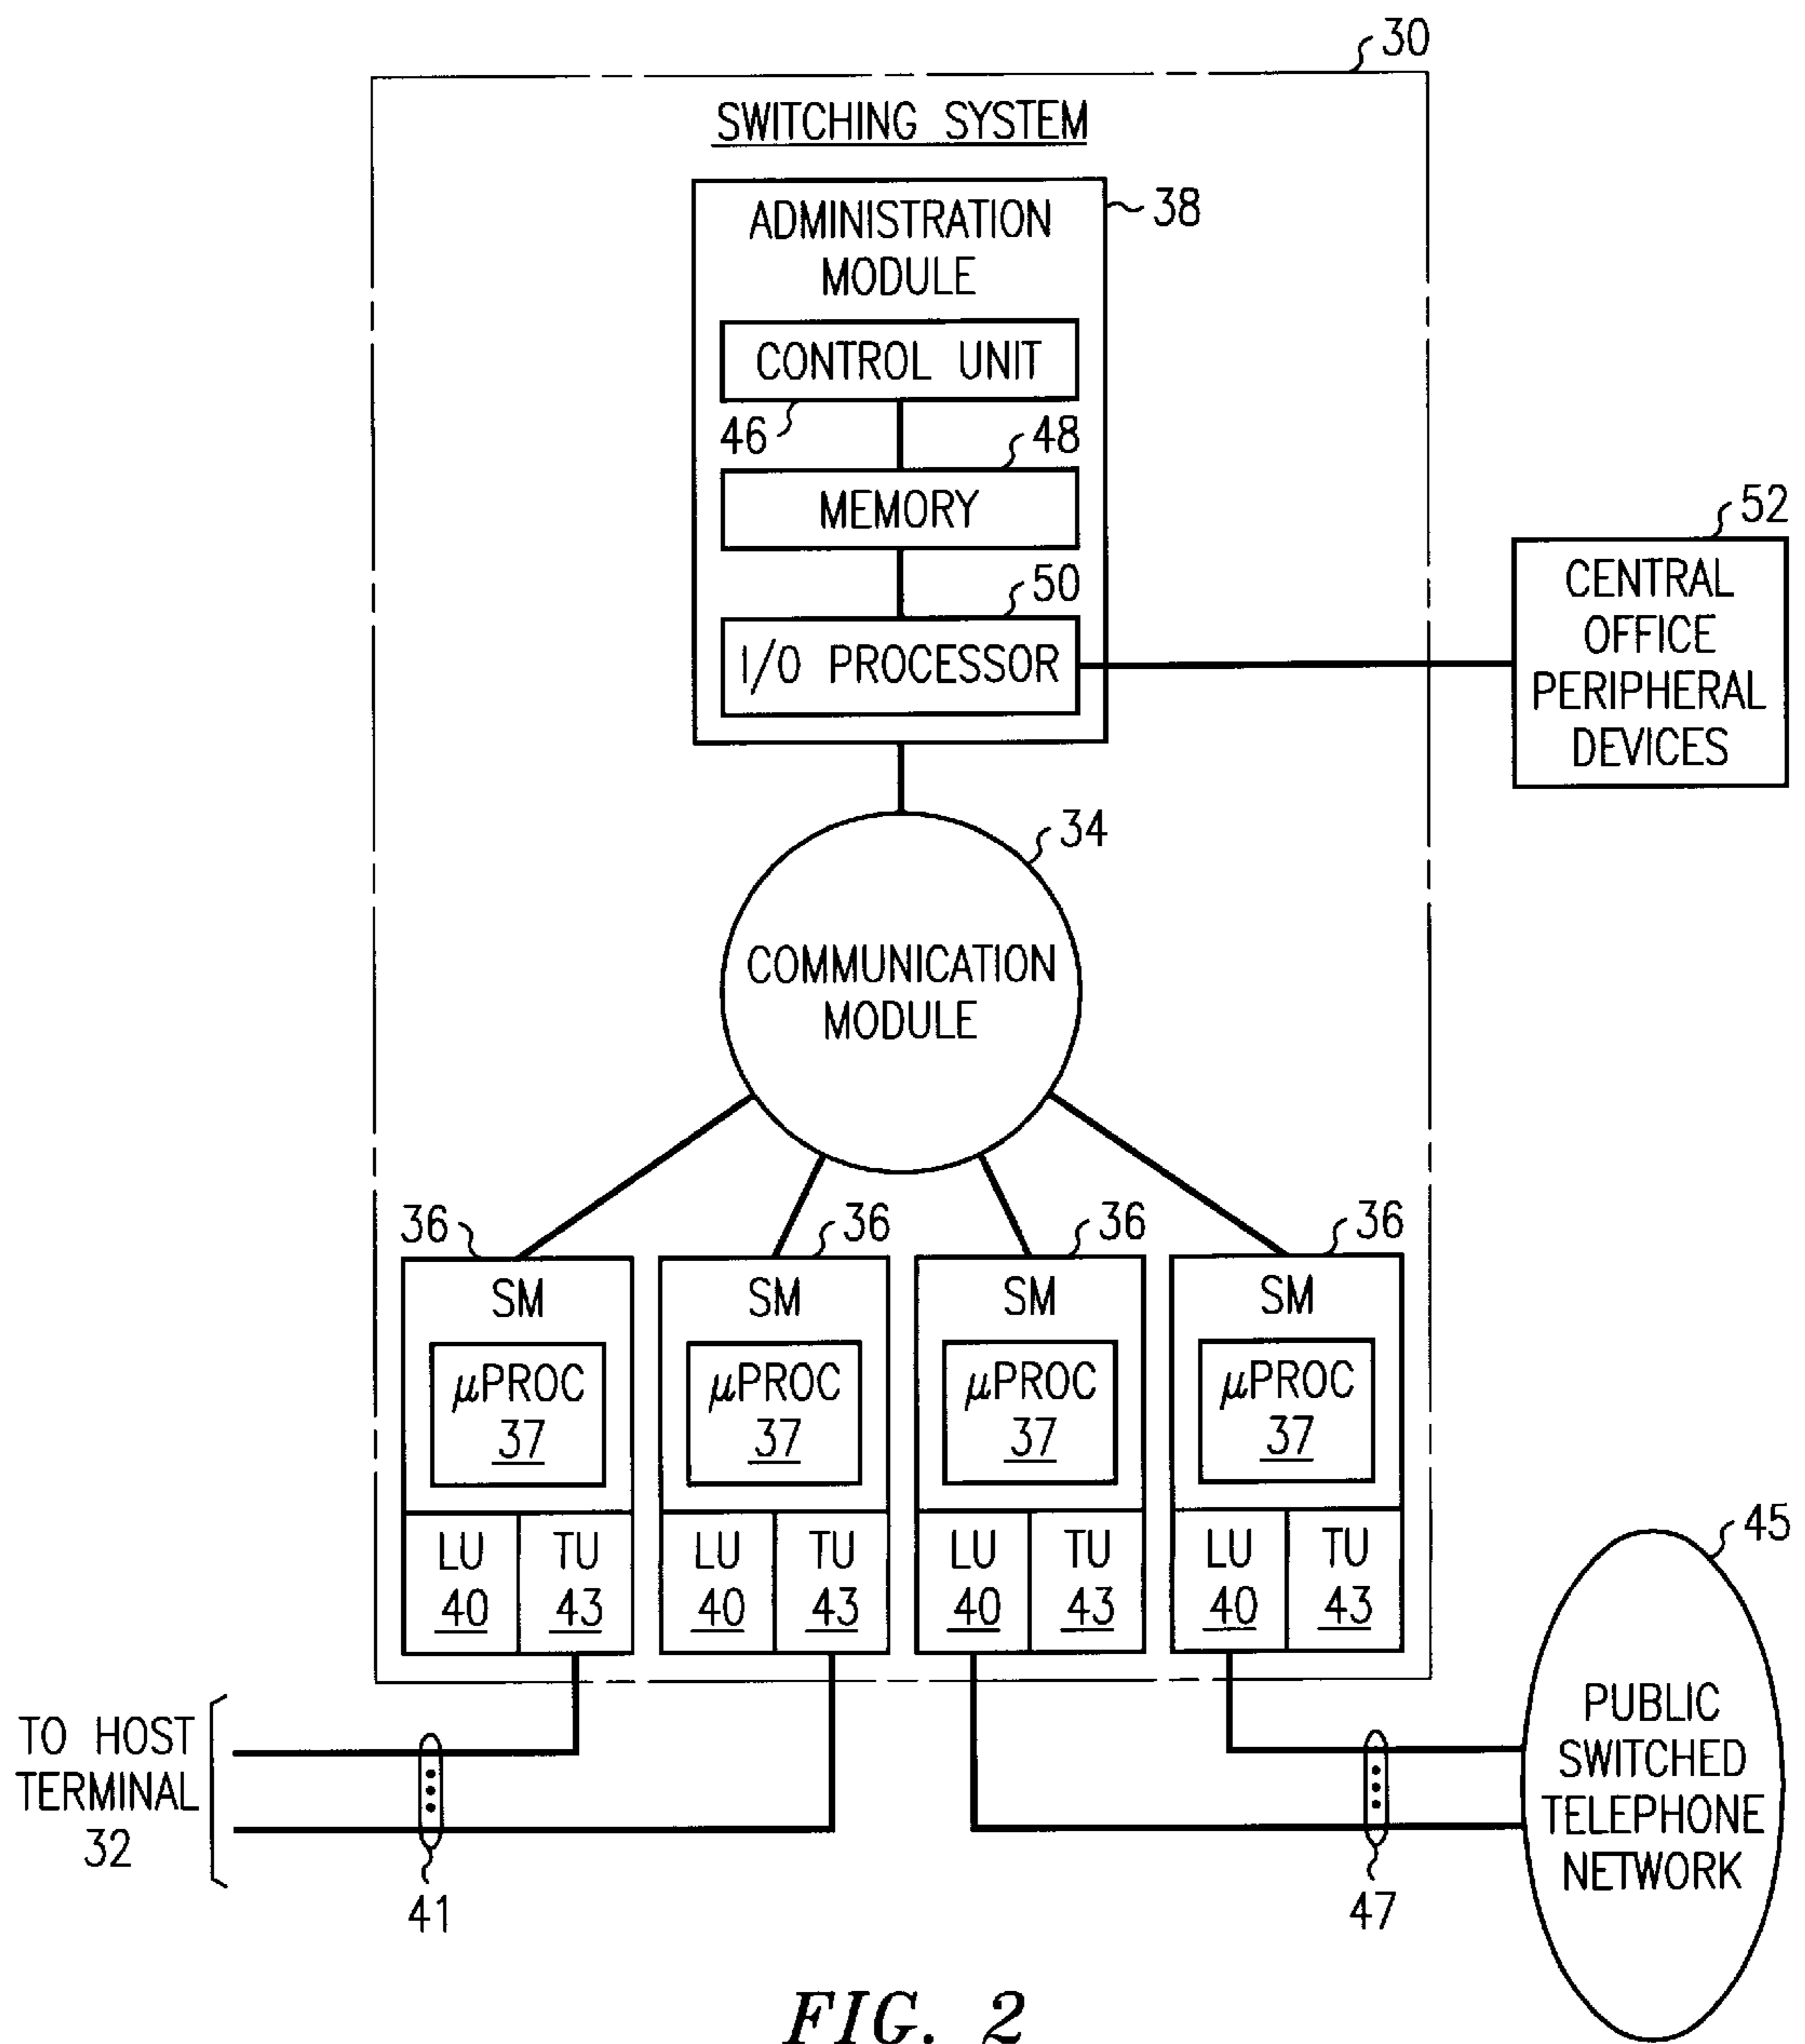 30
SWITCHING SYSTEM
ADMINISTRATION
MODULE
38
CONTROL UNIT
46
48
MEMORY
50
I/O PROCESSOR
52
CENTRAL
OFFICE
PERIPHERAL
DEVICES
34
COMMUNICATION
MODULE
36 36 36 36
SM SM SM SM
μPROC μPROC μPROC μPROC
37 37 37 37
LU TU LU TU LU TU LU TU
40 43 40 43 40 43 40 43
45
TO HOST
TERMINAL
32
41
47
PUBLIC
SWITCHED
TELEPHONE
NETWORK
FIG. 2